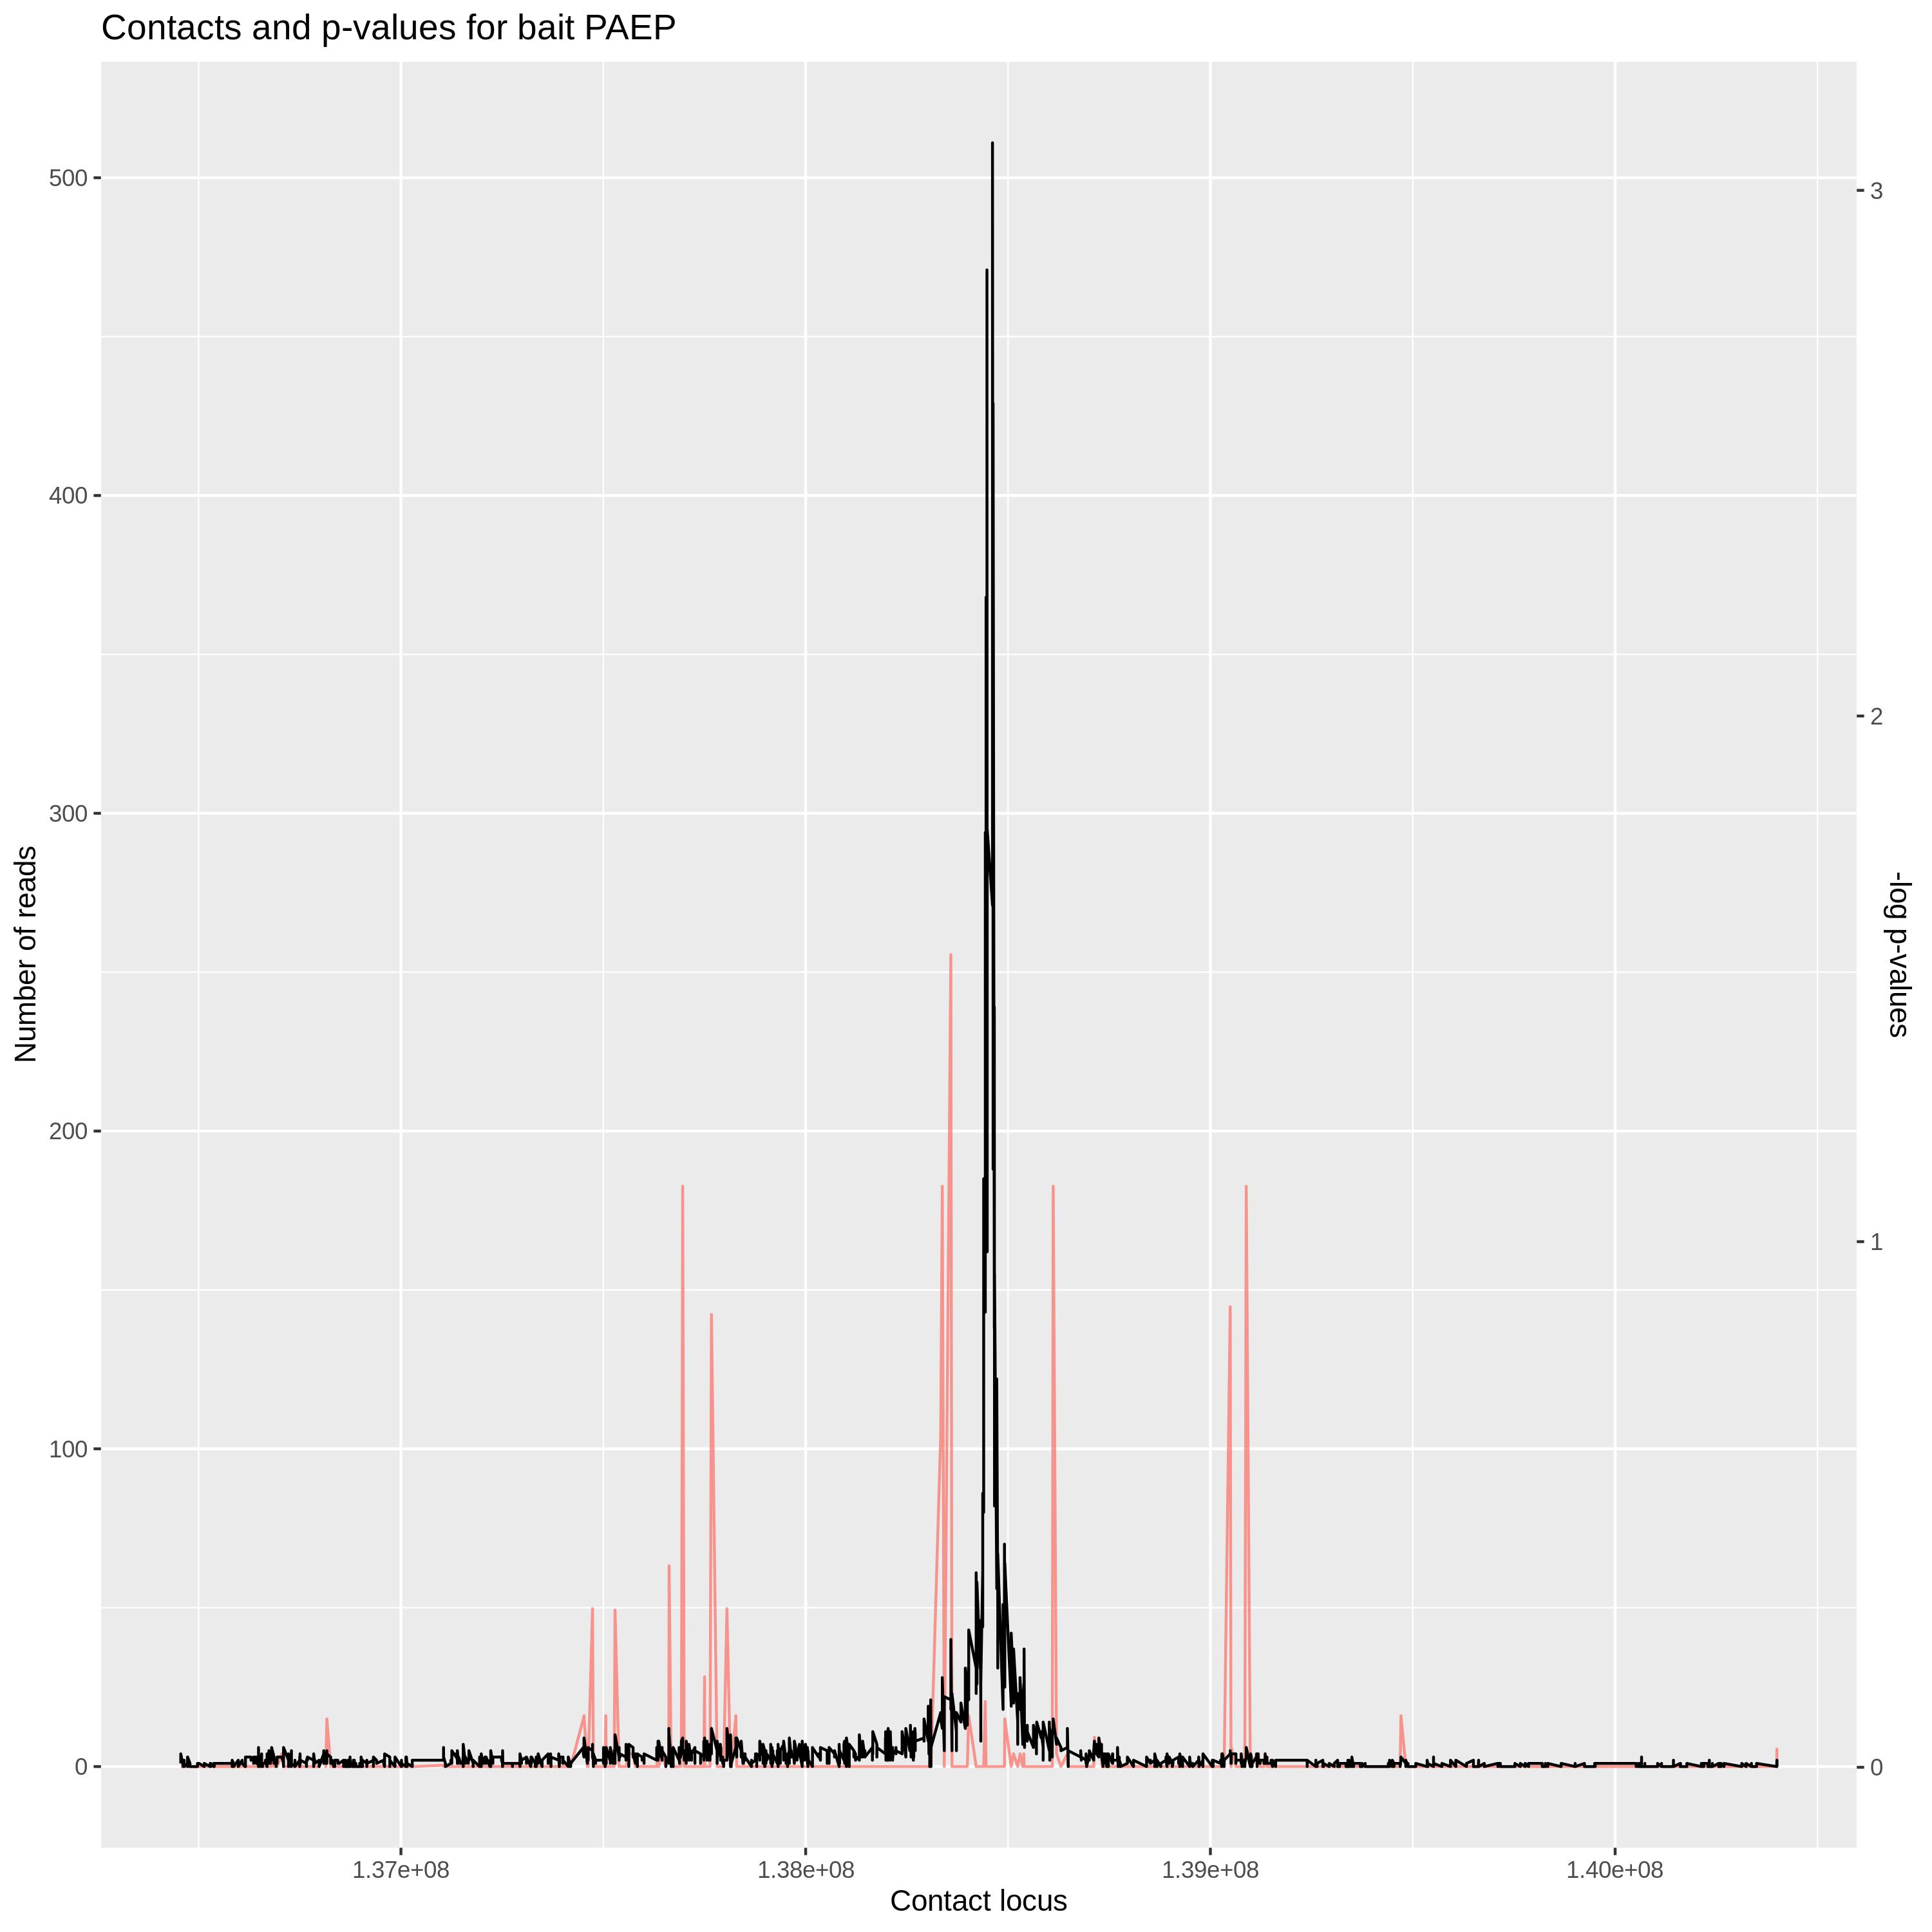 Contacts and p-values for bait PAEP
500
400
300
200
100
0
Number of reads
3
2
1
0
-log p-values
1.37e+08
1.38e+08
1.39e+08
1.40e+08
Contact locus